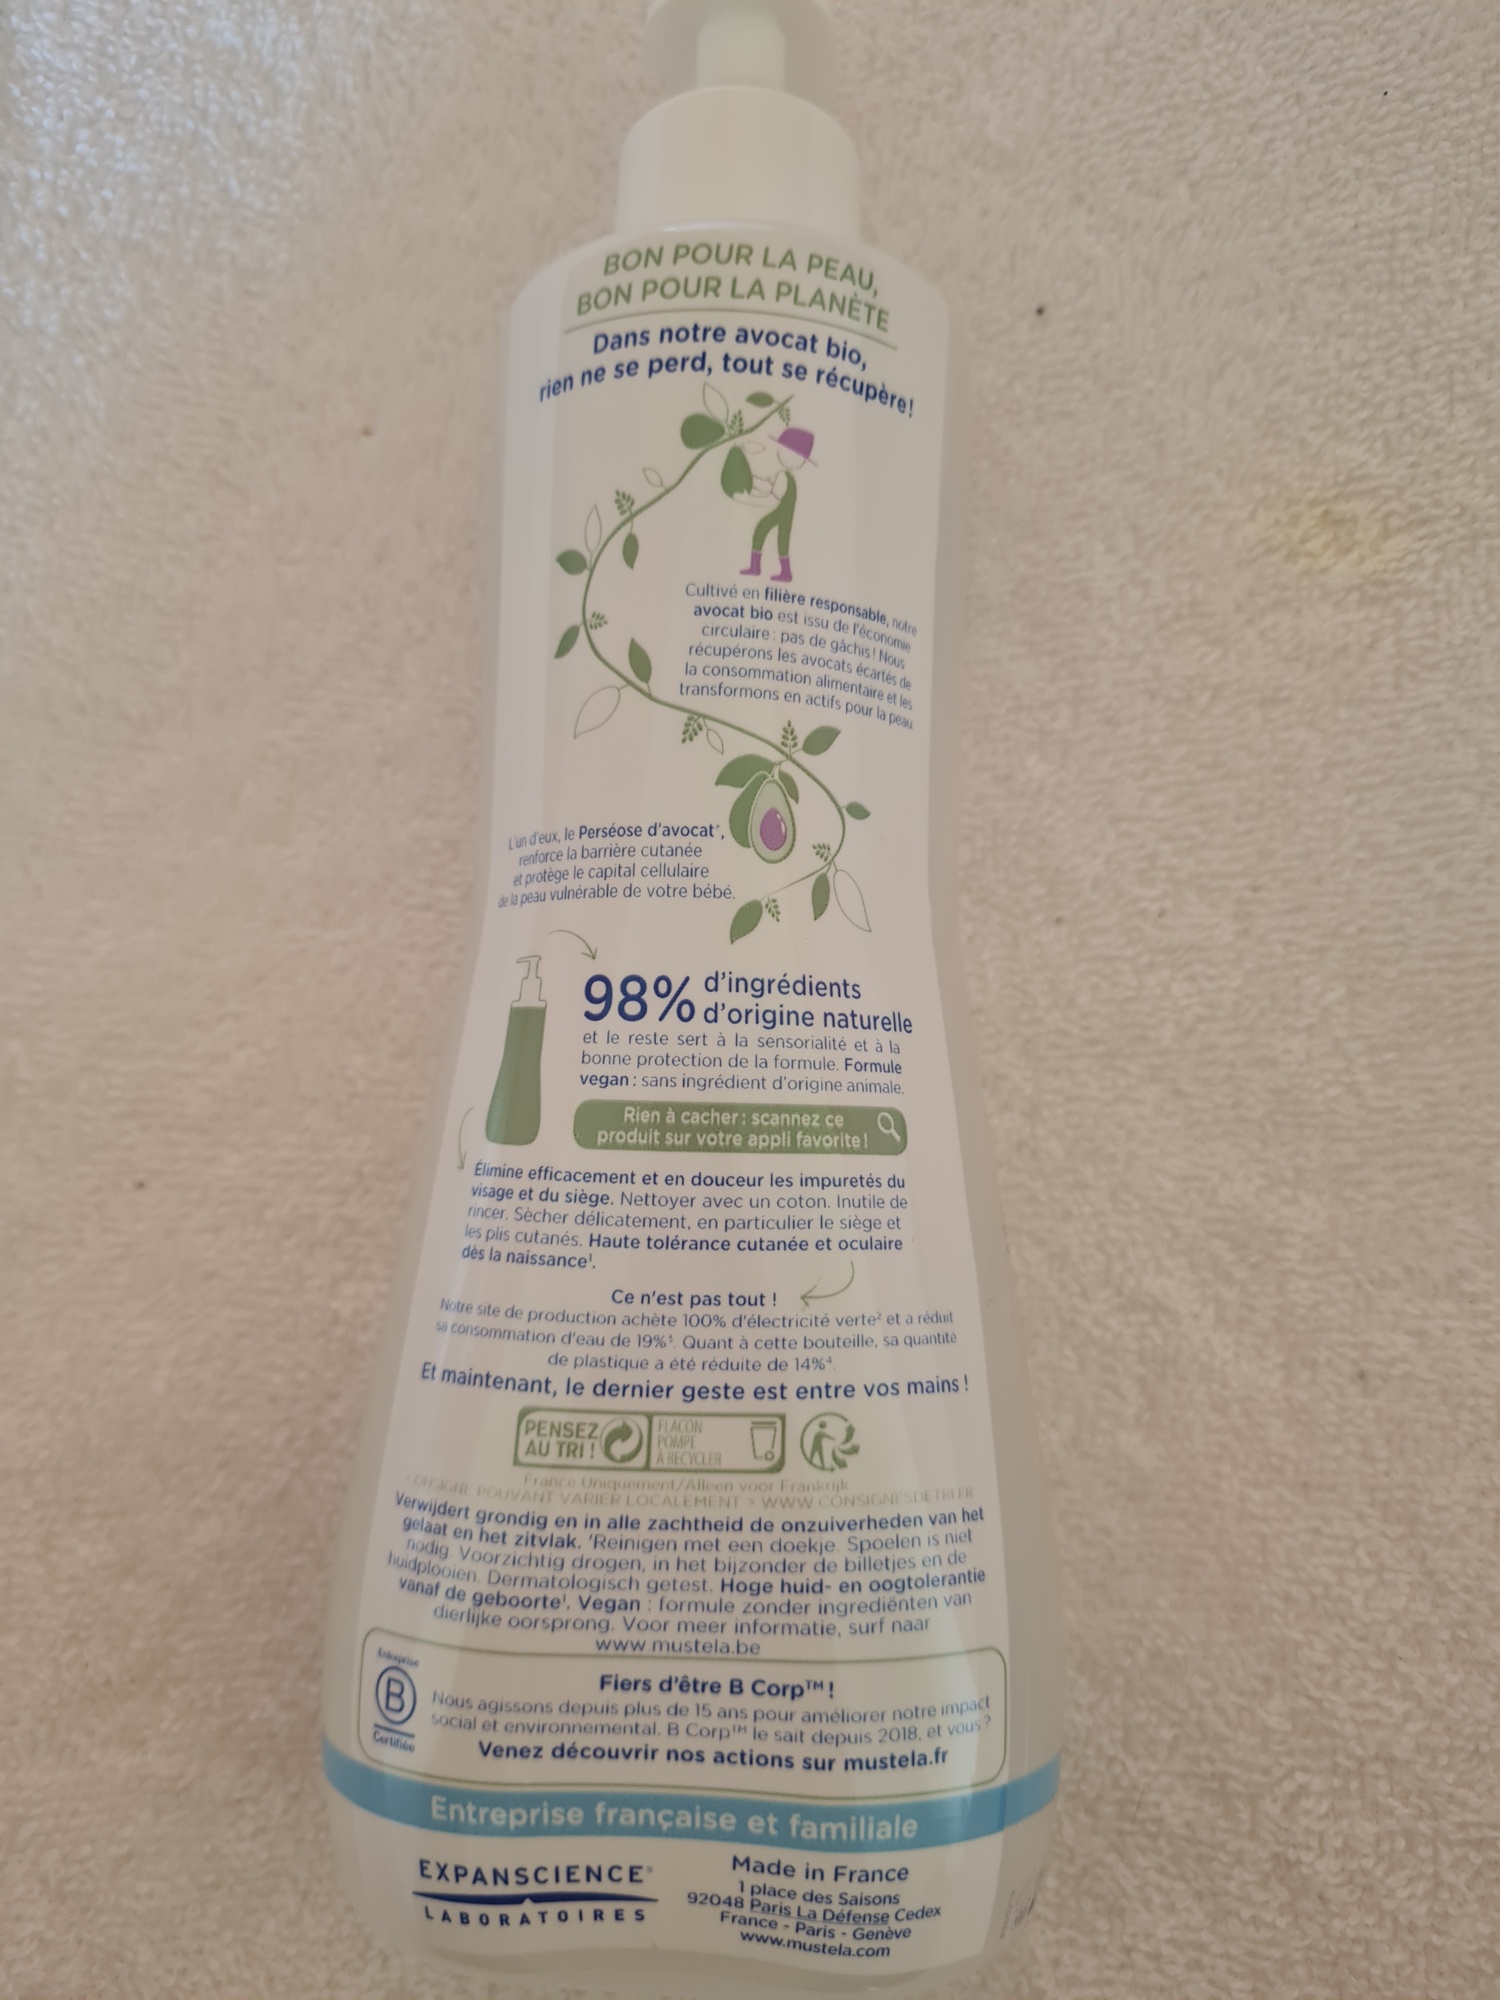 BON POUR LA PEAU,
BON POUR LA PLANÈTE
Dans notre avocat bio,
rien ne se perd, tout se récupère!
Cultivé en filière responsable, notre
avocat bio est issu de l'économie
circulaire : pas de gâchis ! Nous
récupérons les avocats écartés de
la consommation alimentaire et les
transformons en actifs pour la peau.
L'un d'eux, le Perséose d'avocat*,
renforce la barrière cutanée
et protège le capital cellulaire
de la peau vulnérable de votre bébé.
98% d'ingrédients
d'origine naturelle
et le reste sert à la sensorialité et à la
bonne protection de la formule. Formule
vegan : sans ingrédient d'origine animale.
Rien à cacher : scannez ce
produit sur votre appli favorite !
Élimine efficacement et en douceur les impuretés du
visage et du siège. Nettoyer avec un coton. Inutile de
rincer. Sécher délicatement, en particulier le siège et
les plis cutanés. Haute tolérance cutanée et oculaire
dès la naissance¹.
Ce n'est pas tout !
Notre site de production achète 100% d'électricité verte² et a réduit
sa consommation d'eau de 19%³. Quant à cette bouteille, sa quantité
de plastique a été réduite de 14%⁴.
Et maintenant, le dernier geste est entre vos mains !
PENSEZ
AU TRI !
FLACON
POMPE
À RECYCLER
France Uniquement/Alleen voor Frankrijk
CONSIGNE POUVANT VARIER LOCALEMENT > WWW.CONSIGNESDETRI.FR
Verwijdert grondig en in alle zachtheid de onzuiverheden van het
gelaat en het zitvlak. 'Reinigen met een doekje. Spoelen is niet
nodig. Voorzichtig drogen, in het bijzonder de billetjes en de
huidplooien. Dermatologisch getest. Hoge huid- en oogtolerantie
vanaf de geboorte¹. Vegan : formule zonder ingrediënten van
dierlijke oorsprong. Voor meer informatie, surf naar
www.mustela.be
Entreprise
B
Certifiée
Fiers d'être B Corp™ !
Nous agissons depuis plus de 15 ans pour améliorer notre impact
social et environnemental. B Corp™ le sait depuis 2018, et vous ?
Venez découvrir nos actions sur mustela.fr
Entreprise française et familiale
EXPANSCIENCE®
LABORATOIRES
Made in France
1 place des Saisons
92048 Paris La Défense Cedex
France - Paris - Genève
www.mustela.com